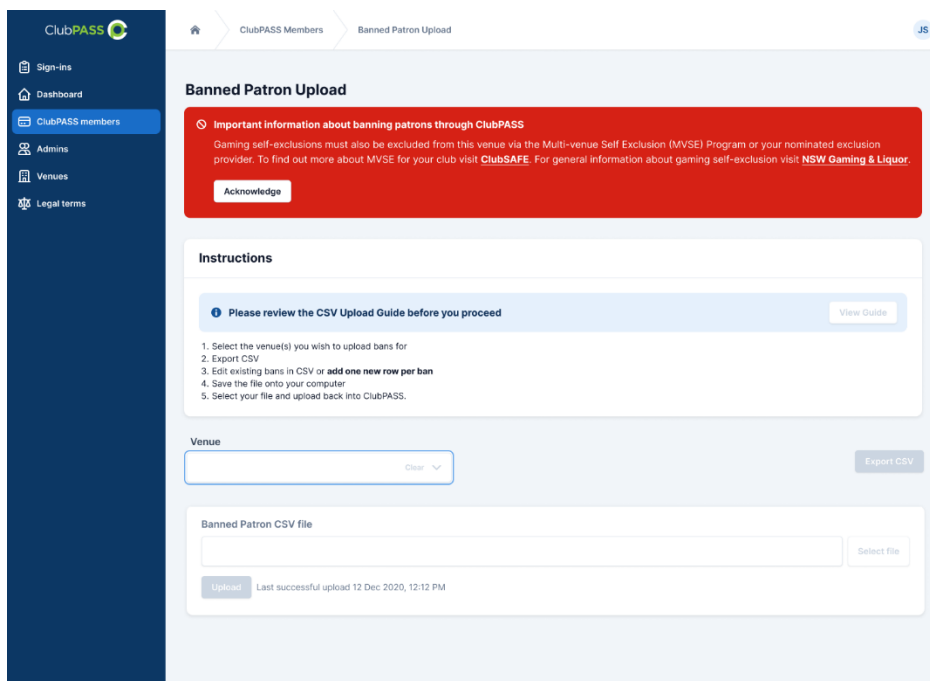 ClubPASS
ClubPASS Members
Banned Patron Upload
JS
Sign-ins
Dashboard
ClubPASS members
Admins
Venues
Legal terms
Banned Patron Upload
Important information about banning patrons through ClubPASS
Gaming self-exclusions must also be excluded from this venue via the Multi-venue Self Exclusion (MVSE) Program or your nominated exclusion
provider. To find out more about MVSE for your club visit ClubSAFE. For general information about gaming self-exclusion visit NSW Gaming & Liquor.
Acknowledge
Instructions
Please review the CSV Upload Guide before you proceed
View Guide
1. Select the venue(s) you wish to upload bans for
2. Export CSV
3. Edit existing bans in CSV or add one new row per ban
4. Save the file onto your computer
5. Select your file and upload back into ClubPASS.
Venue
Clear
Export CSV
Banned Patron CSV file
Select file
Upload
Last successful upload 12 Dec 2020, 12:12 PM